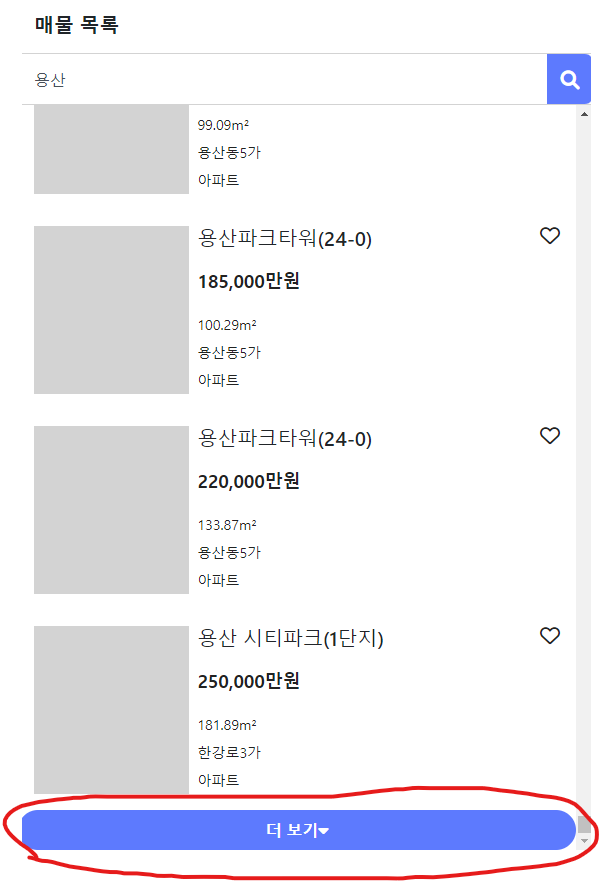 매물 목록
용산
99.09m²
용산동5가
아파트
용산파크타워(24-0)
185,000만원
100.29m²
용산동5가
아파트
용산파크타워(24-0)
220,000만원
133.87m²
용산동5가
아파트
용산 시티파크(1단지)
250,000만원
181.89m²
한강로3가
아파트
더 보기